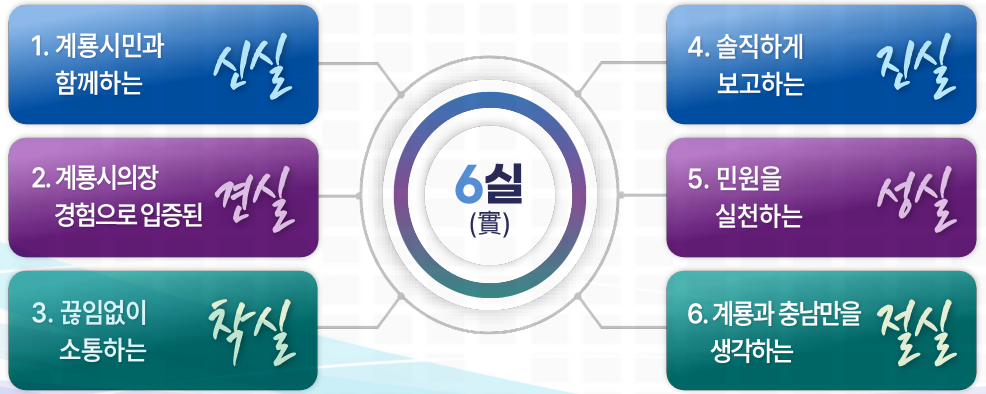 1. 계룡시민과
함께하는 신실
2. 계룡시의장
경험으로 입증된 견실
3. 끊임없이
소통하는 착실
6실
(實)
4. 솔직하게
보고하는 진실
5. 민원을
실천하는 성실
6. 계룡과 충남만을
생각하는 절실